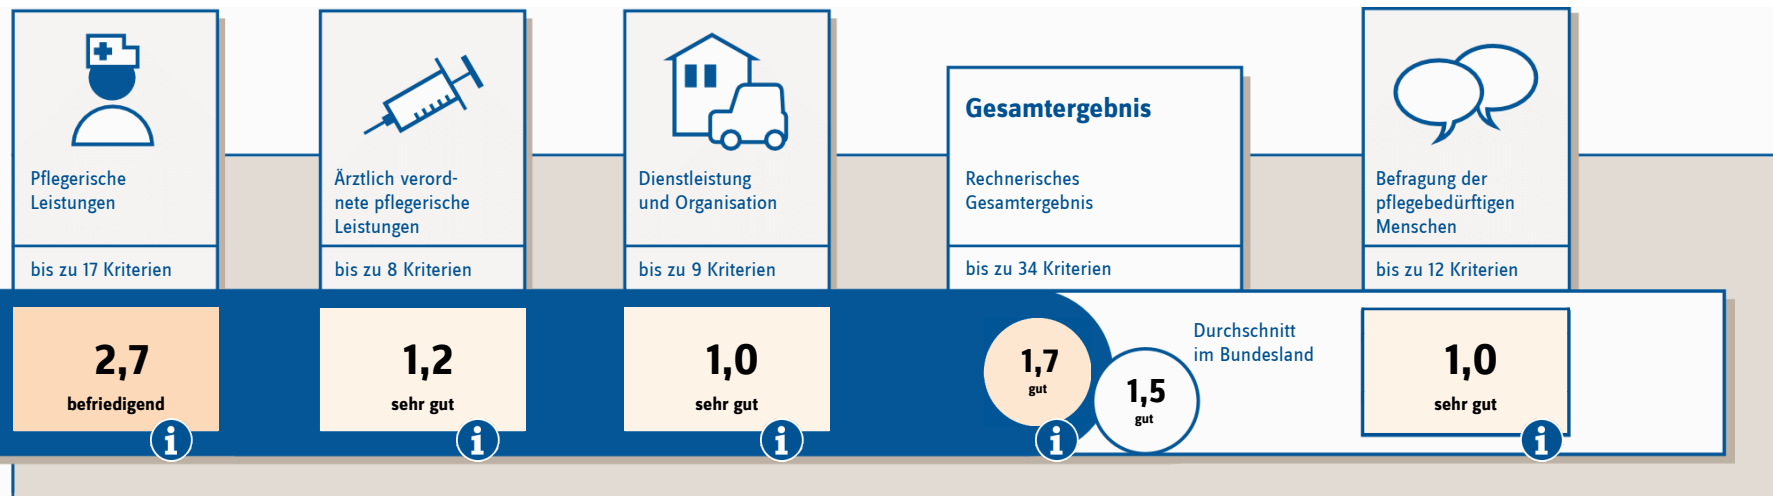 Pflegerische
Leistungen
bis zu 17 Kriterien
2,7
befriedigend
Ärztlich verord-
nete pflegerische
Leistungen
bis zu 8 Kriterien
1,2
sehr gut
Dienstleistung
und Organisation
bis zu 9 Kriterien
1,0
sehr gut
Gesamtergebnis
Rechnerisches
Gesamtergebnis
bis zu 34 Kriterien
1,7
gut
1,5
gut
Durchschnitt
im Bundesland
Befragung der
pflegebedürftigen
Menschen
bis zu 12 Kriterien
1,0
sehr gut